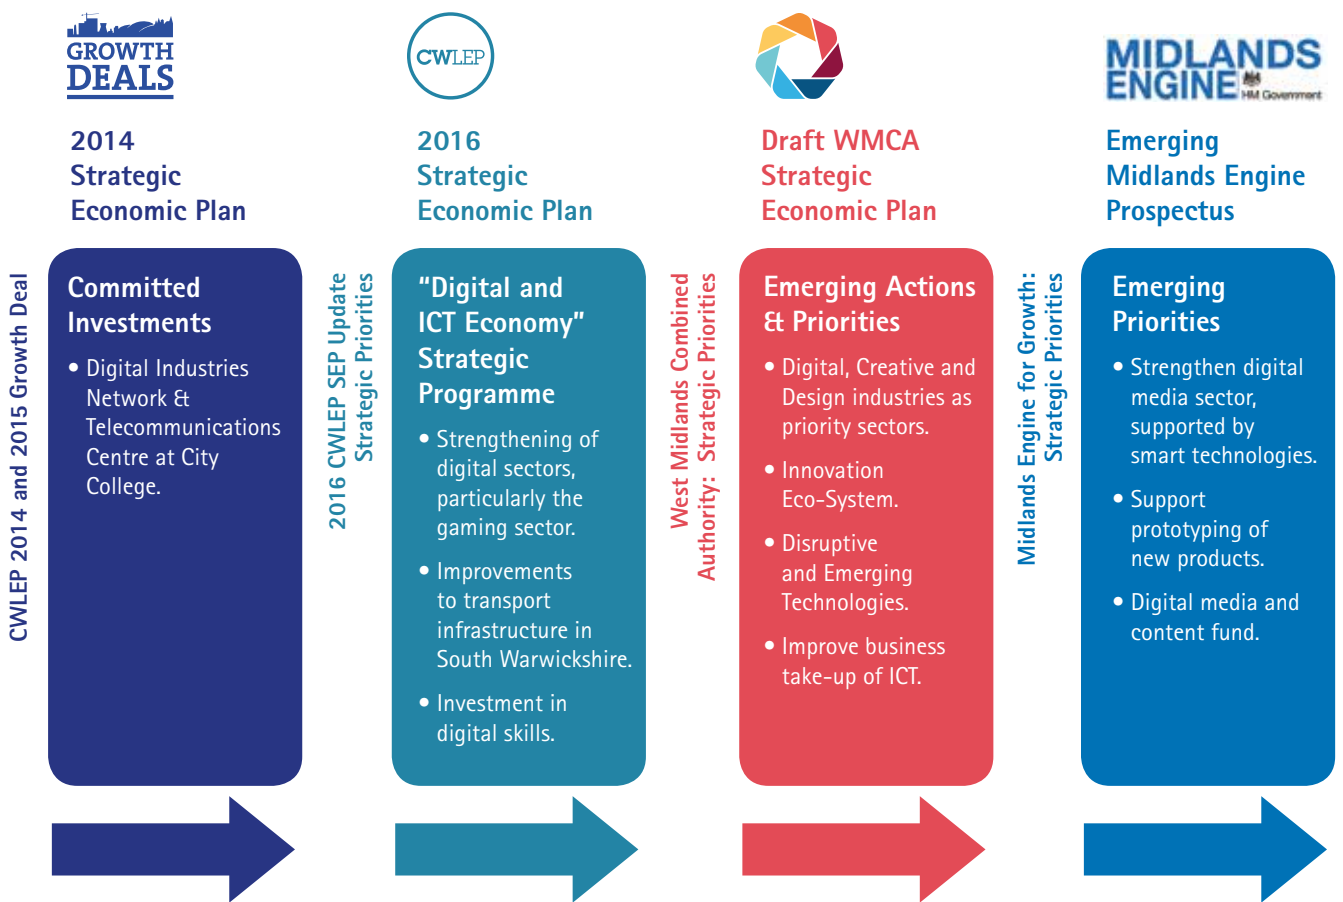 GROWTH
DEALS
2014
Strategic
Economic Plan
CWLEP 2014 and 2015 Growth Deal
Committed
Investments
• Digital Industries
Network &
Telecommunications
Centre at City
College.
CWLEP
2016
Strategic
Economic Plan
2016 CWLEP SEP Update
Strategic Priorities
“Digital and
ICT Economy”
Strategic
Programme
• Strengthening of
digital sectors,
particularly the
gaming sector.
• Improvements
to transport
infrastructure in
South Warwickshire.
• Investment in
digital skills.
Draft WMCA
Strategic
Economic Plan
West Midlands Combined
Authority: Strategic Priorities
Emerging Actions
& Priorities
• Digital, Creative and
Design industries as
priority sectors.
• Innovation
Eco-System.
• Disruptive
and Emerging
Technologies.
• Improve business
take-up of ICT.
MIDLANDS
ENGINE
HM Government
Emerging
Midlands Engine
Prospectus
Midlands Engine for Growth:
Strategic Priorities
Emerging
Priorities
• Strengthen digital
media sector,
supported by
smart technologies.
• Support
prototyping of
new products.
• Digital media and
content fund.